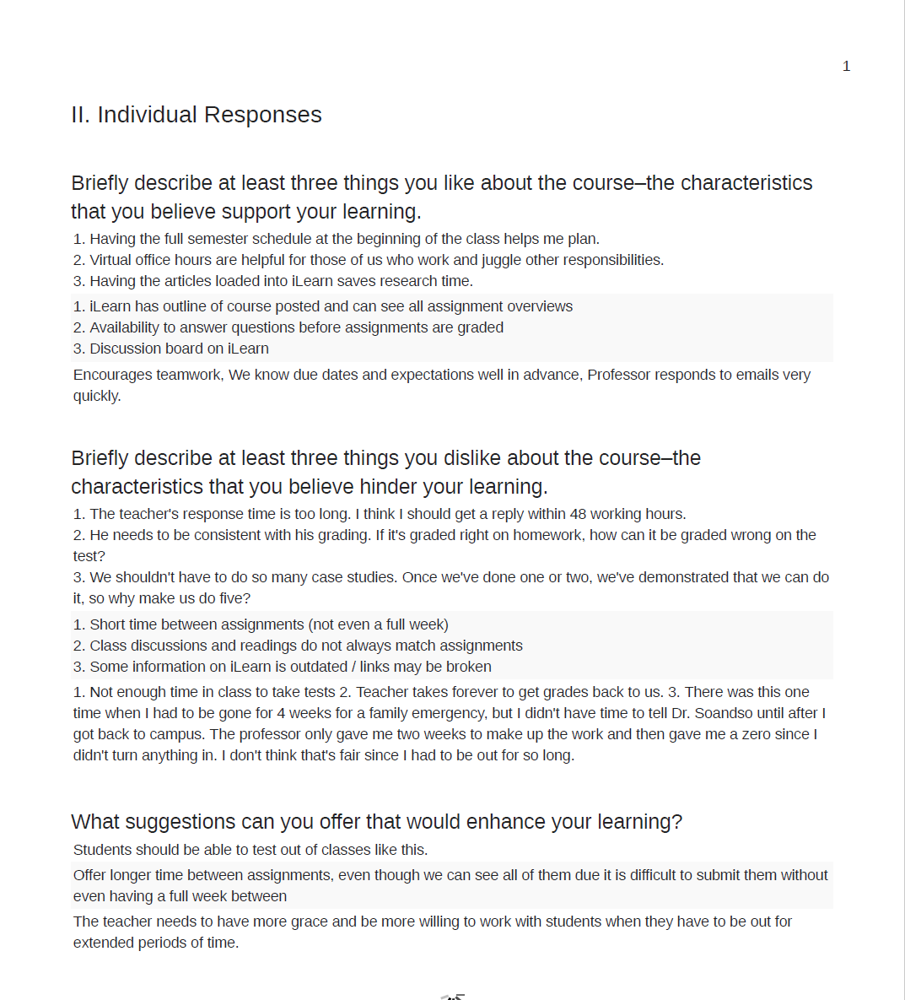 1
II. Individual Responses
Briefly describe at least three things you like about the course–the characteristics
that you believe support your learning.
1. Having the full semester schedule at the beginning of the class helps me plan.
2. Virtual office hours are helpful for those of us who work and juggle other responsibilities.
3. Having the articles loaded into iLearn saves research time.
1. iLearn has outline of course posted and can see all assignment overviews
2. Availability to answer questions before assignments are graded
3. Discussion board on iLearn
Encourages teamwork, We know due dates and expectations well in advance, Professor responds to emails very
quickly.
Briefly describe at least three things you dislike about the course–the
characteristics that you believe hinder your learning.
1. The teacher's response time is too long. I think I should get a reply within 48 working hours.
2. He needs to be consistent with his grading. If it's graded right on homework, how can it be graded wrong on the
test?
3. We shouldn't have to do so many case studies. Once we've done one or two, we've demonstrated that we can do
it, so why make us do five?
1. Short time between assignments (not even a full week)
2. Class discussions and readings do not always match assignments
3. Some information on iLearn is outdated / links may be broken
1. Not enough time in class to take tests 2. Teacher takes forever to get grades back to us. 3. There was this one
time when I had to be gone for 4 weeks for a family emergency, but I didn't have time to tell Dr. Soandso until after I
got back to campus. The professor only gave me two weeks to make up the work and then gave me a zero since I
didn't turn anything in. I don't think that's fair since I had to be out for so long.
What suggestions can you offer that would enhance your learning?
Students should be able to test out of classes like this.
Offer longer time between assignments, even though we can see all of them due it is difficult to submit them without
even having a full week between
The teacher needs to have more grace and be more willing to work with students when they have to be out for
extended periods of time.